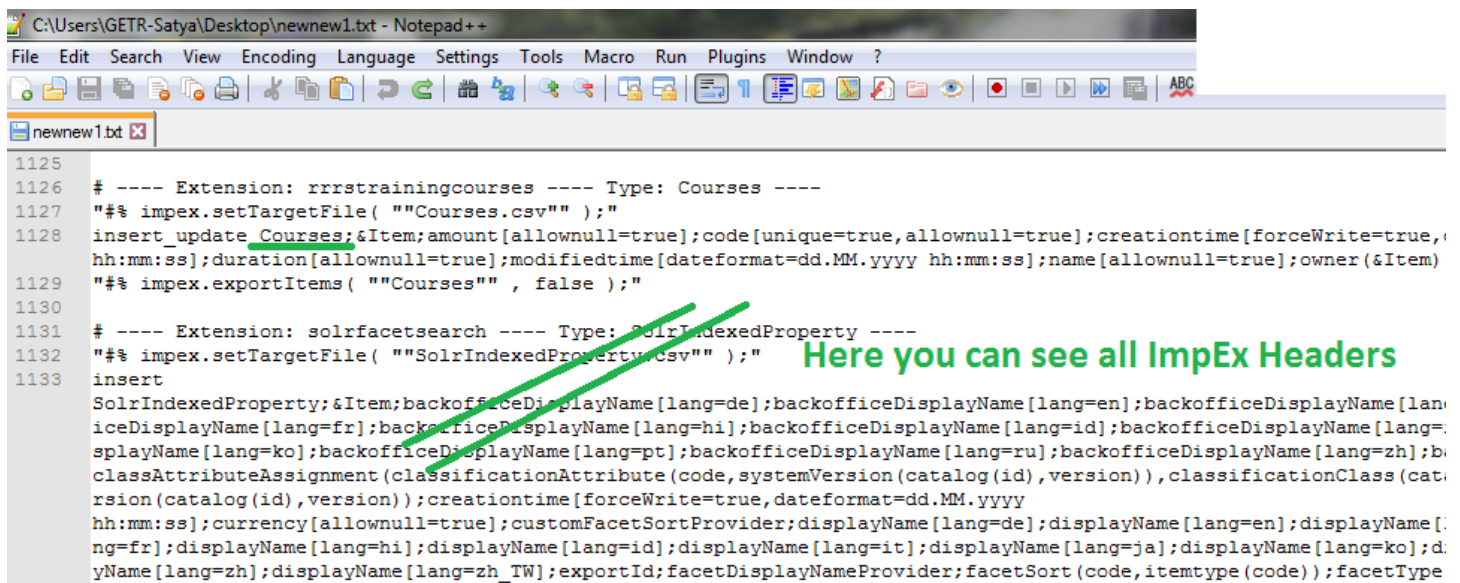 C:\Users\GETR-Satya\Desktop\newnew1.txt - Notepad++
File Edit Search View Encoding Language Settings Tools Macro Run Plugins Window ?
ABC
newnew1.txt
1125
1126 # ---- Extension: rrrstrainingcourses ---- Type: Courses ----
1127 "#% impex.setTargetFile( ""Courses.csv"" );"
1128 insert_update Courses;&Item;amount[allownull=true];code[unique=true,allownull=true];creationtime[forceWrite=true,
hh:mm:ss];duration[allownull=true];modifiedtime[dateformat=dd.MM.yyyy hh:mm:ss];name[allownull=true];owner(&Item)
1129 "#% impex.exportItems( ""Courses"" , false );"
1130
1131 # ---- Extension: solrfacetsearch ---- Type: SolrIndexedProperty ----
1132 "#% impex.setTargetFile( ""SolrIndexedProperty.csv"" );"
Here you can see all ImpEx Headers
1133 insert
SolrIndexedProperty;&Item;backofficeDisplayName[lang=de];backofficeDisplayName[lang=en];backofficeDisplayName[lan
iceDisplayName[lang=fr];backofficeDisplayName[lang=hi];backofficeDisplayName[lang=id];backofficeDisplayName[lang=
splayName[lang=ko];backofficeDisplayName[lang=pt];backofficeDisplayName[lang=ru];backofficeDisplayName[lang=zh];b
classAttributeAssignment(classificationAttribute(code,systemVersion(catalog(id),version)),classificationClass(cat
rsion(catalog(id),version));creationtime[forceWrite=true,dateformat=dd.MM.yyyy
hh:mm:ss];currency[allownull=true];customFacetSortProvider;displayName[lang=de];displayName[lang=en];displayName[
ng=fr];displayName[lang=hi];displayName[lang=id];displayName[lang=it];displayName[lang=ja];displayName[lang=ko];d
yName[lang=zh];displayName[lang=zh_TW];exportId;facetDisplayNameProvider;facetSort(code,itemtype(code));facetType